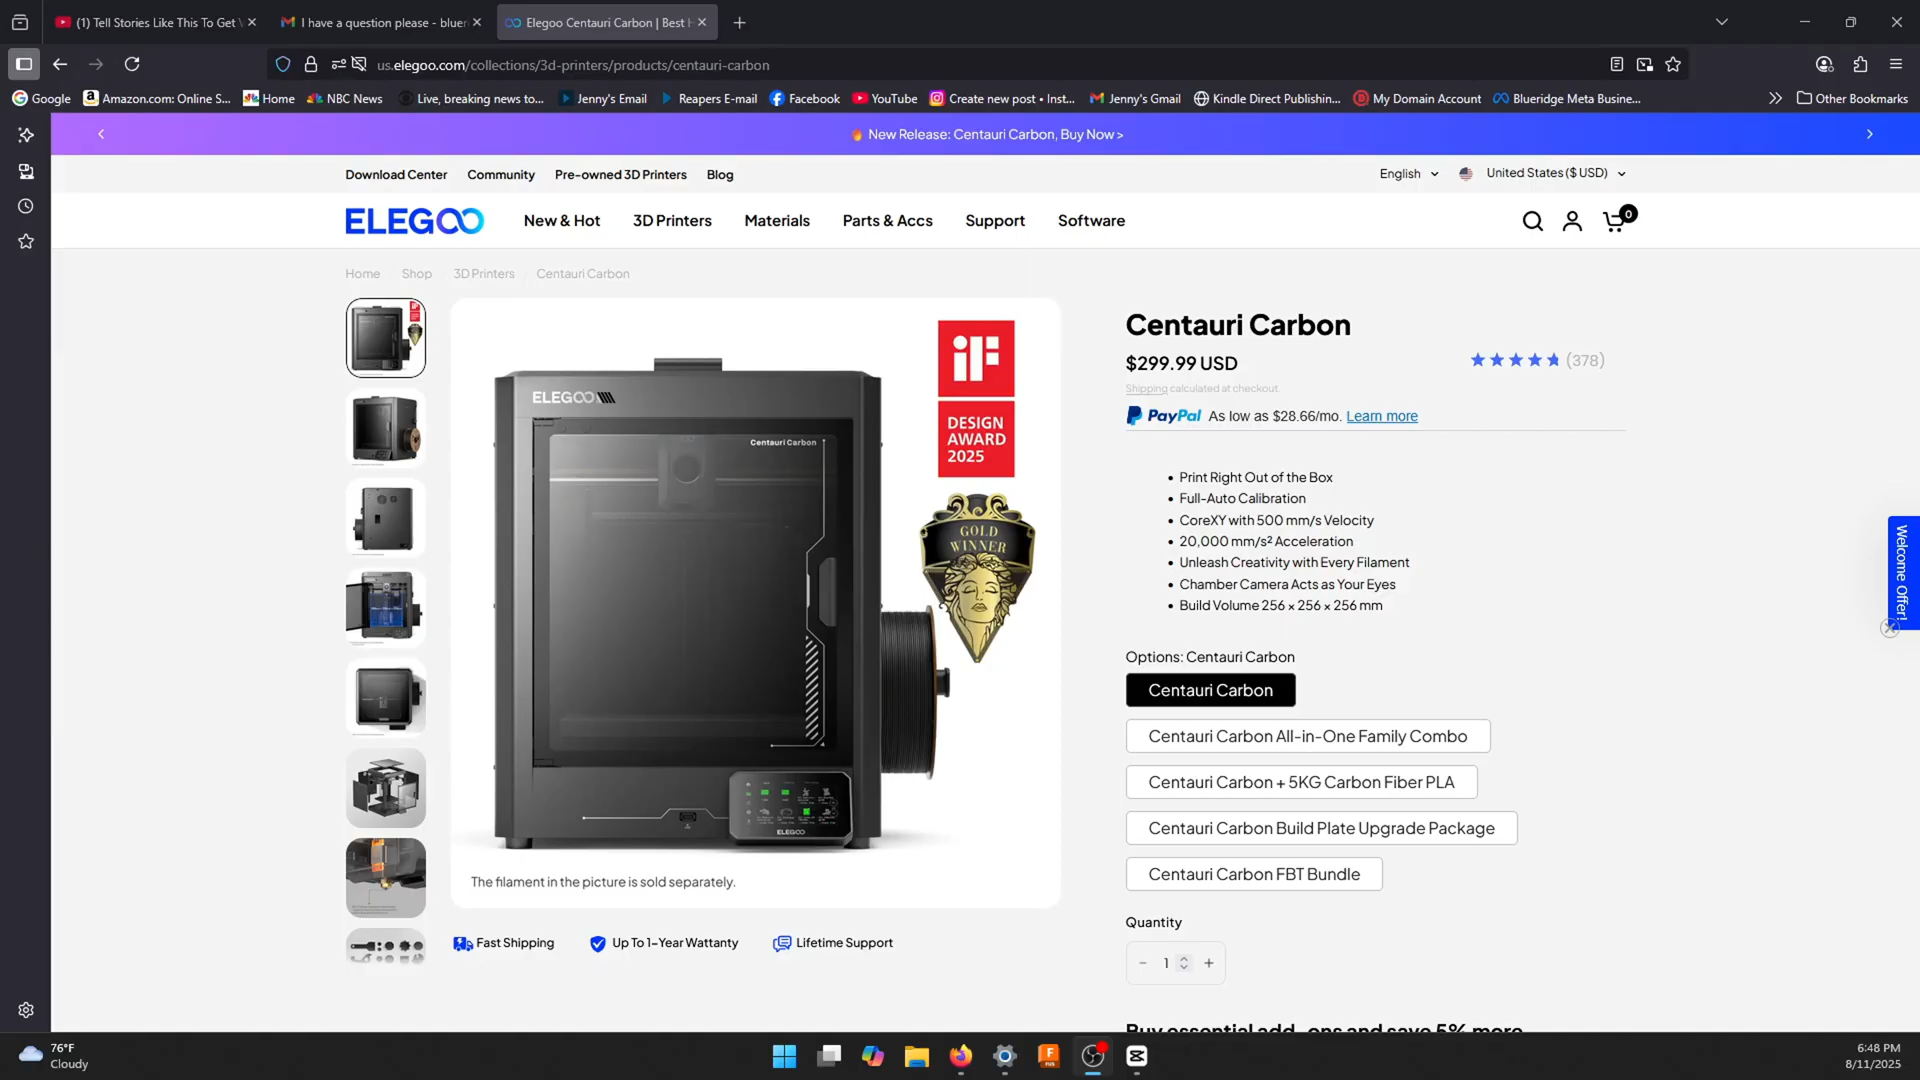 (1) Tell Stories Like This To Get
I have a question please - blue
Elegoo Centauri Carbon | Best
us.elegoo.com/collections/3d-printers/products/centauri-carbon
Google
Amazon.com: Online S...
Home
NBC News
Live, breaking news to...
Jenny's Email
Reapers E-mail
Facebook
YouTube
Create new post • Inst...
Jenny's Gmail
Kindle Direct Publishin...
My Domain Account
Blueridge Meta Busine...
Other Bookmarks
New Release: Centauri Carbon, Buy Now >
Download Center
Community
Pre-owned 3D Printers
Blog
English
United States ($ USD)
ELEGOO
New & Hot
3D Printers
Materials
Parts & Accs
Support
Software
0
Home
Shop
3D Printers
Centauri Carbon
ELEGOO
Centauri Carbon
iF
DESIGN
AWARD
2025
GOLD
WINNER
ELEGOO
The filament in the picture is sold separately.
Fast Shipping
Up To 1-Year Wattanty
Lifetime Support
Centauri Carbon
$299.99 USD
(378)
Shipping calculated at checkout.
PayPal As low as $28.66/mo. Learn more
• Print Right Out of the Box
• Full-Auto Calibration
• CoreXY with 500 mm/s Velocity
• 20,000 mm/s² Acceleration
• Unleash Creativity with Every Filament
• Chamber Camera Acts as Your Eyes
• Build Volume 256 × 256 × 256 mm
Options: Centauri Carbon
Centauri Carbon
Centauri Carbon All-in-One Family Combo
Centauri Carbon + 5KG Carbon Fiber PLA
Centauri Carbon Build Plate Upgrade Package
Centauri Carbon FBT Bundle
Quantity
- 1 +
Buy essential add-ons and save 5% more
Welcome Offer!
76°F
Cloudy
6:48 PM
8/11/2025